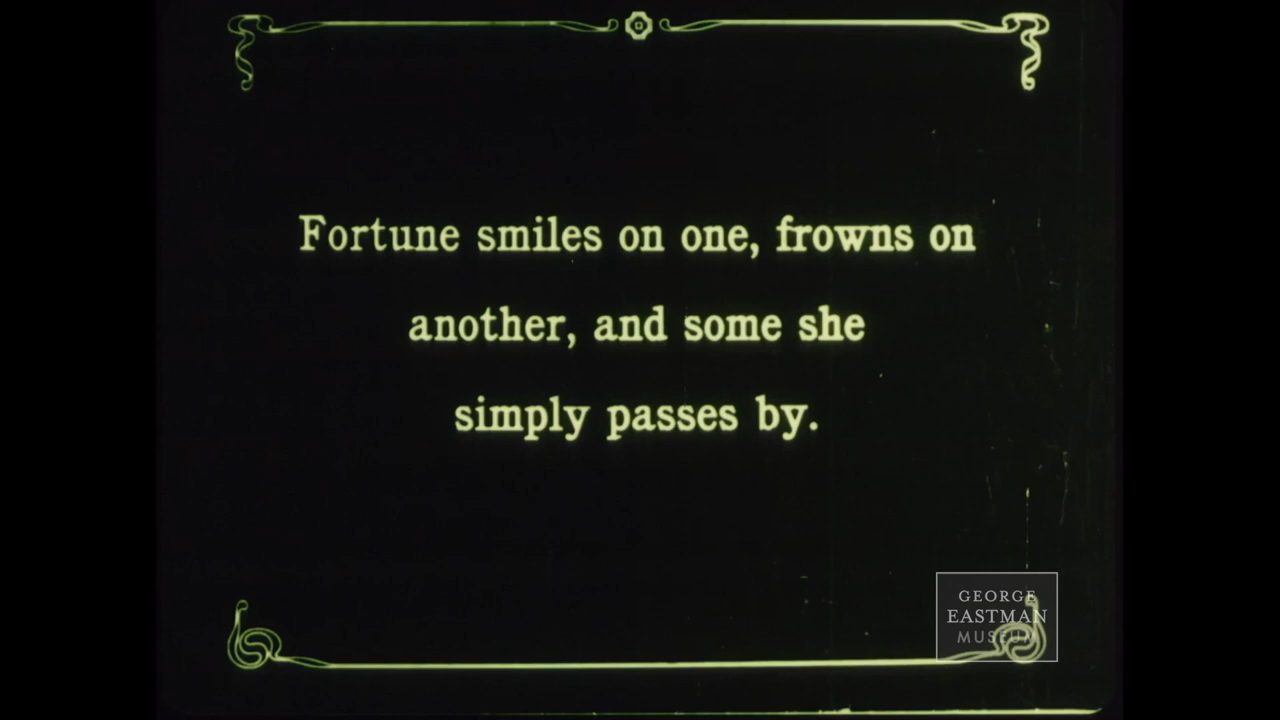 Fortune smiles on one, frowns on
another, and some she
simply passes by.
GEORGE
EASTMAN
MUSEUM